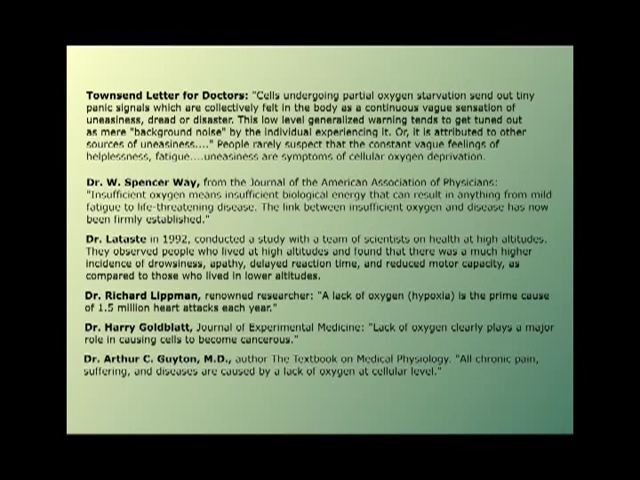 Townsend Letter for Doctors: "Cells undergoing partial oxygen starvation send out tiny
panic signals which are collectively felt in the body as a continuous vague sensation of
uneasiness, dread or disaster. This low level generalized warning tends to get tuned out
as mere "background noise" by the individual experiencing it. Or, it is attributed to other
sources of uneasiness...." People rarely suspect that the constant vague feelings of
helplessness, fatigue....uneasiness are symptoms of cellular oxygen deprivation.
Dr. W. Spencer Way, from the Journal of the American Association of Physicians:
"Insufficient oxygen means insufficient biological energy that can result in anything from mild
fatigue to life-threatening disease. The link between insufficient oxygen and disease has now
been firmly established."
Dr. Lataste in 1992, conducted a study with a team of scientists on health at high altitudes.
They observed people who lived at high altitudes and found that there was a much higher
incidence of drowsiness, apathy, delayed reaction time, and reduced motor capacity, as
compared to those who lived in lower altitudes.
Dr. Richard Lippman, renowned researcher: "A lack of oxygen (hypoxia) is the prime cause
of 1.5 million heart attacks each year."
Dr. Harry Goldblatt, Journal of Experimental Medicine: "Lack of oxygen clearly plays a major
role in causing cells to become cancerous."
Dr. Arthur C. Guyton, M.D., author The Textbook on Medical Physiology. "All chronic pain,
suffering, and diseases are caused by a lack of oxygen at cellular level."